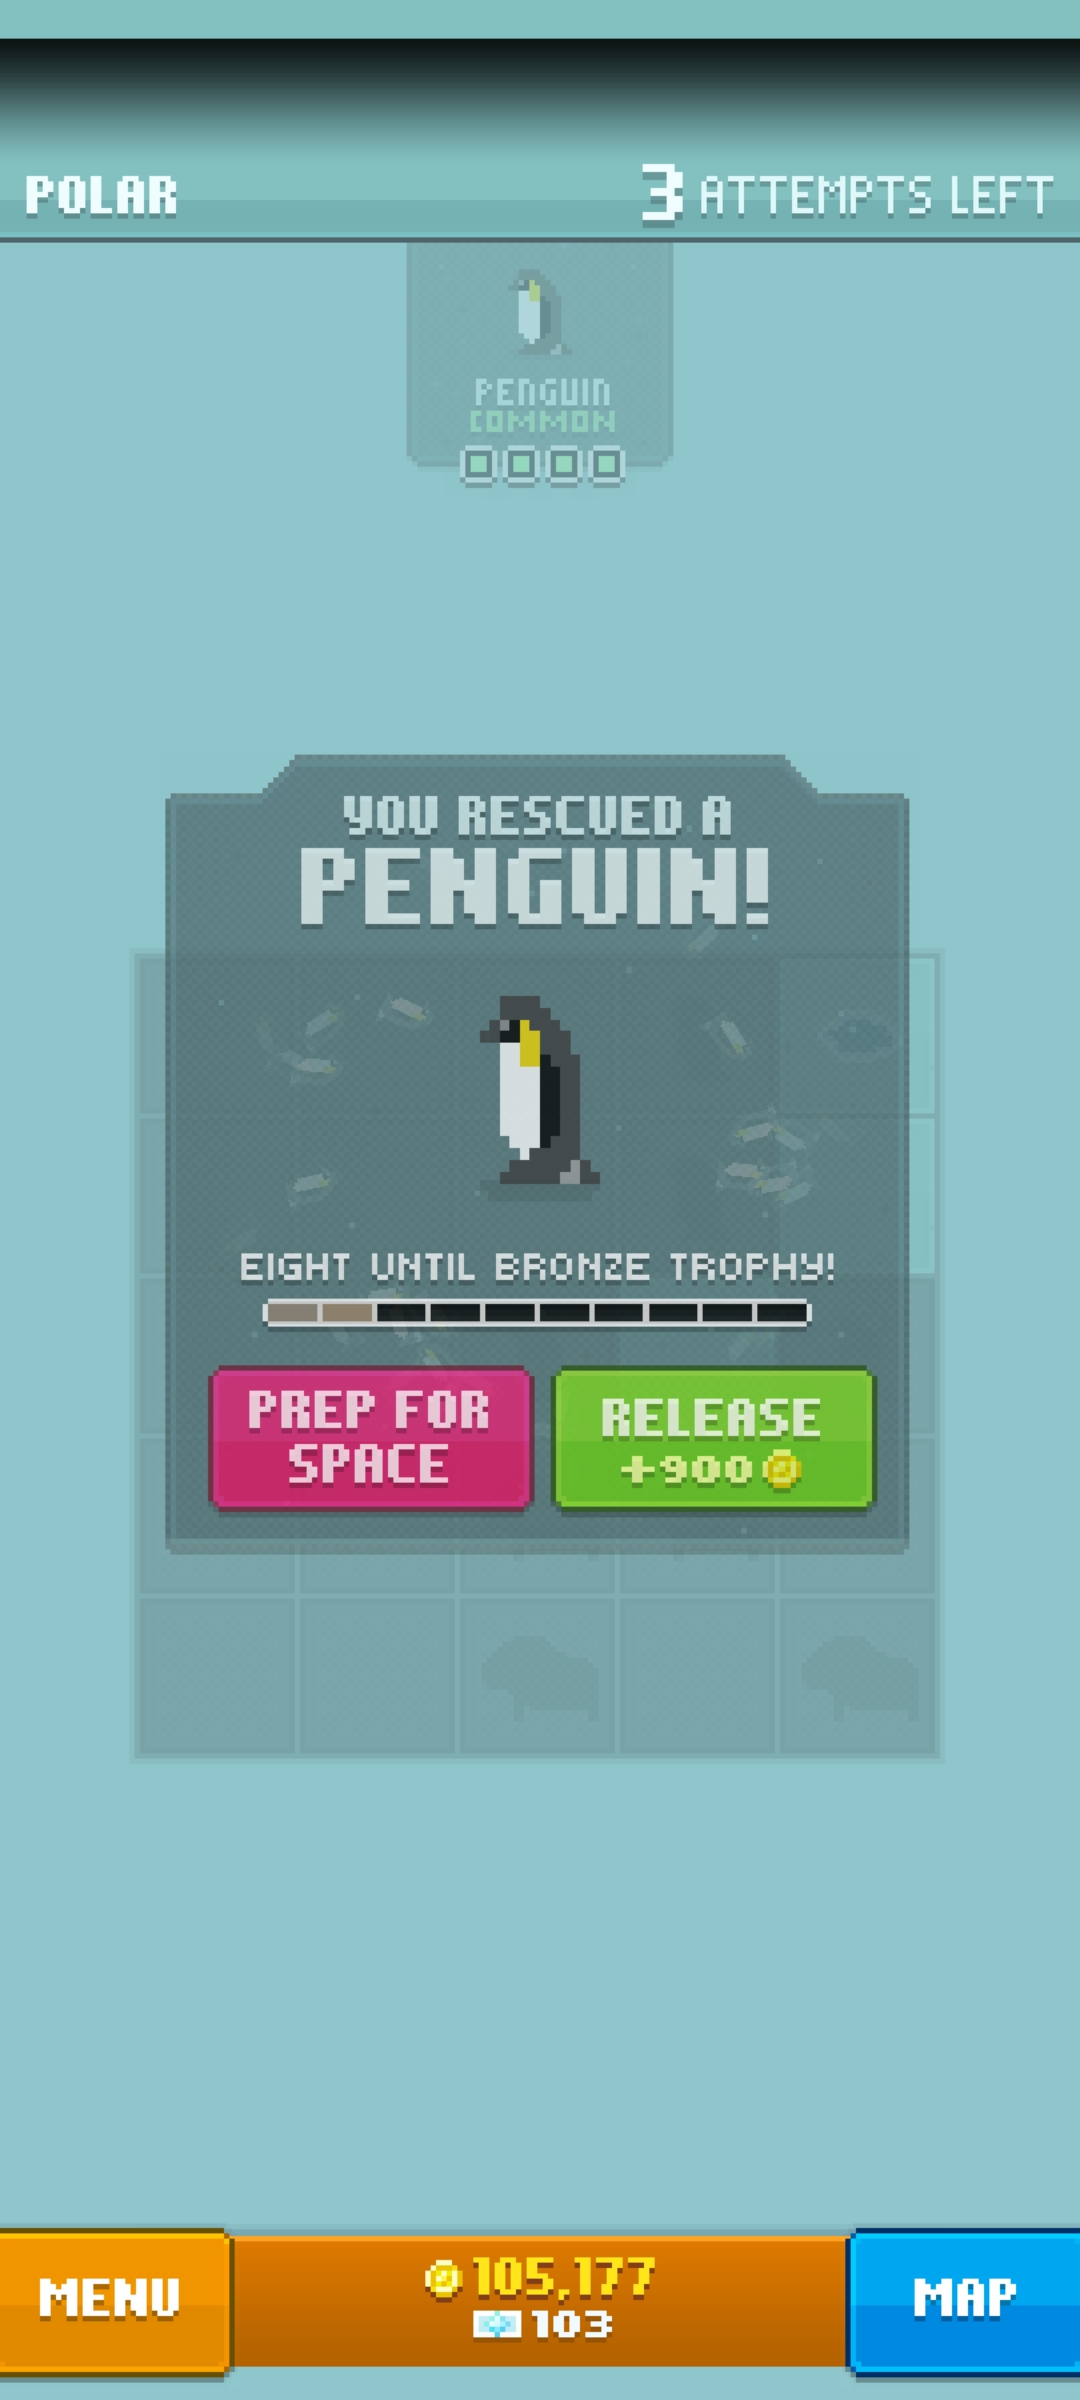 POLAR
3 ATTEMPTS LEFT
PENGUIN
COMMON
YOU RESCUED A
PENGUIN!
EIGHT UNTIL BRONZE TROPHY!
PREP FOR
SPACE
RELEASE
+900
MENU
105,177
103
MAP